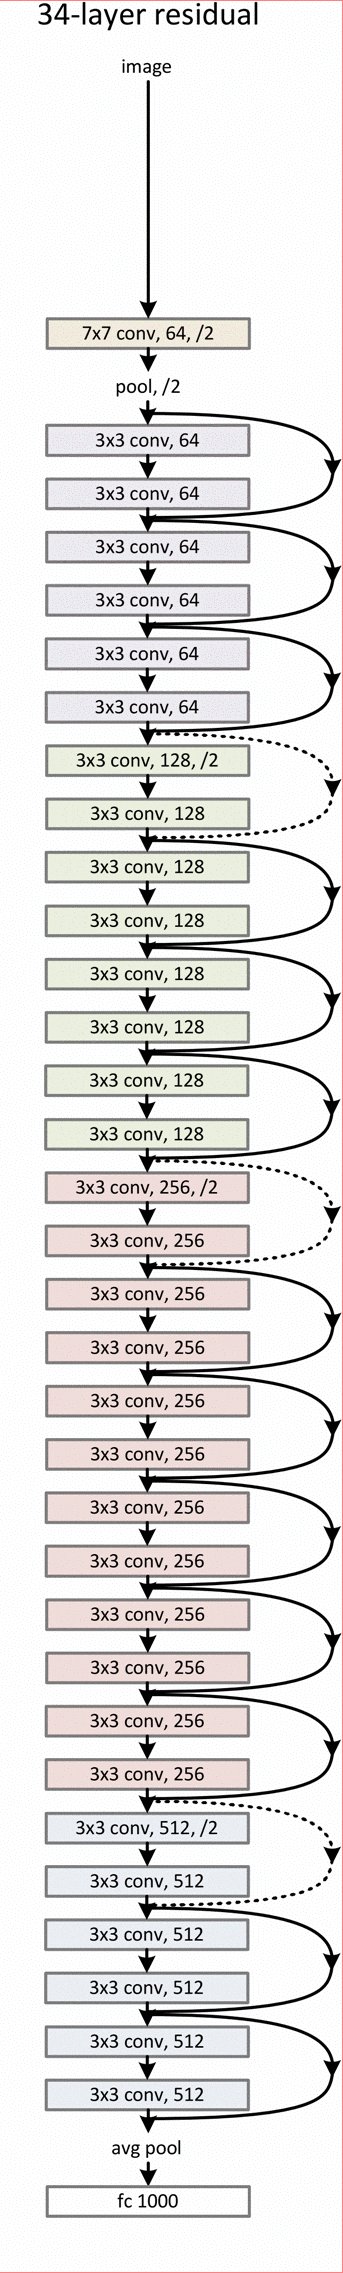 34-layer residual
image
7x7 conv, 64, /2
pool, /2
3x3 conv, 64
3x3 conv, 64
3x3 conv, 64
3x3 conv, 64
3x3 conv, 64
3x3 conv, 64
3x3 conv, 128, /2
3x3 conv, 128
3x3 conv, 128
3x3 conv, 128
3x3 conv, 128
3x3 conv, 128
3x3 conv, 128
3x3 conv, 128
3x3 conv, 256, /2
3x3 conv, 256
3x3 conv, 256
3x3 conv, 256
3x3 conv, 256
3x3 conv, 256
3x3 conv, 256
3x3 conv, 256
3x3 conv, 256
3x3 conv, 256
3x3 conv, 256
3x3 conv, 256
3x3 conv, 512, /2
3x3 conv, 512
3x3 conv, 512
3x3 conv, 512
3x3 conv, 512
3x3 conv, 512
avg pool
fc 1000